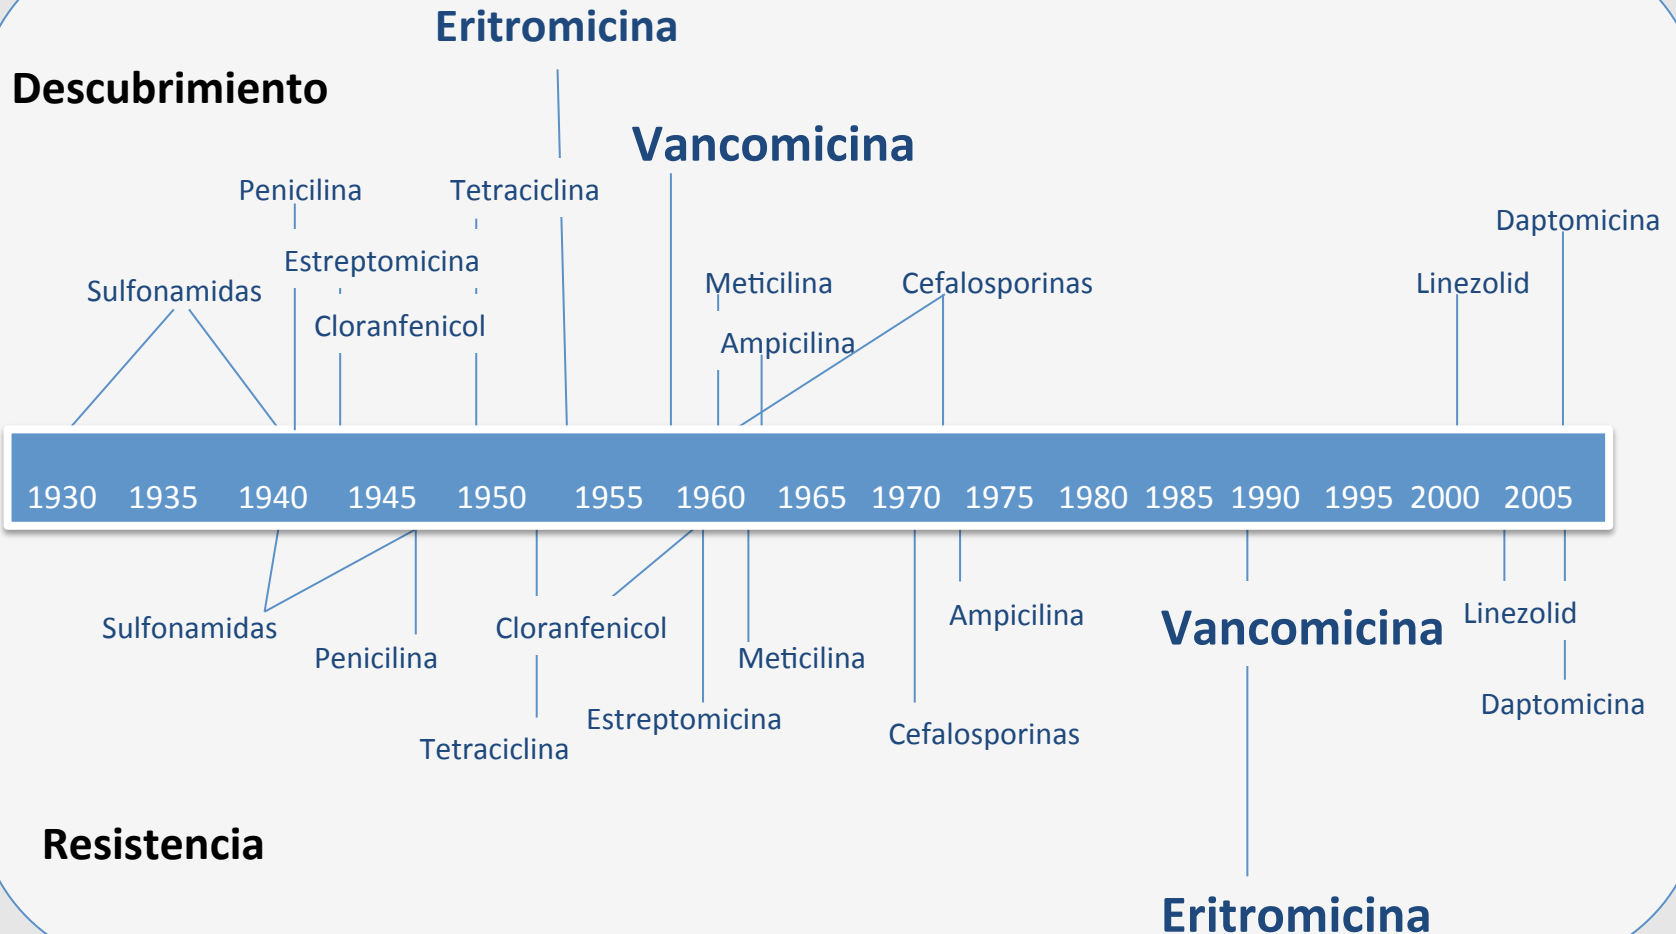 Eritromicina
Descubrimiento
Vancomicina
Penicilina
Tetraciclina
Daptomicina
Estreptomicina
Sulfonamidas
Meticilina
Cefalosporinas
Linezolid
Cloranfenicol
Ampicilina
1930 1935 1940 1945 1950 1955 1960 1965 1970 1975 1980 1985 1990 1995 2000 2005
Sulfonamidas
Cloranfenicol
Ampicilina
Vancomicina
Linezolid
Penicilina
Meticilina
Estreptomicina
Daptomicina
Tetraciclina
Cefalosporinas
Resistencia
Eritromicina